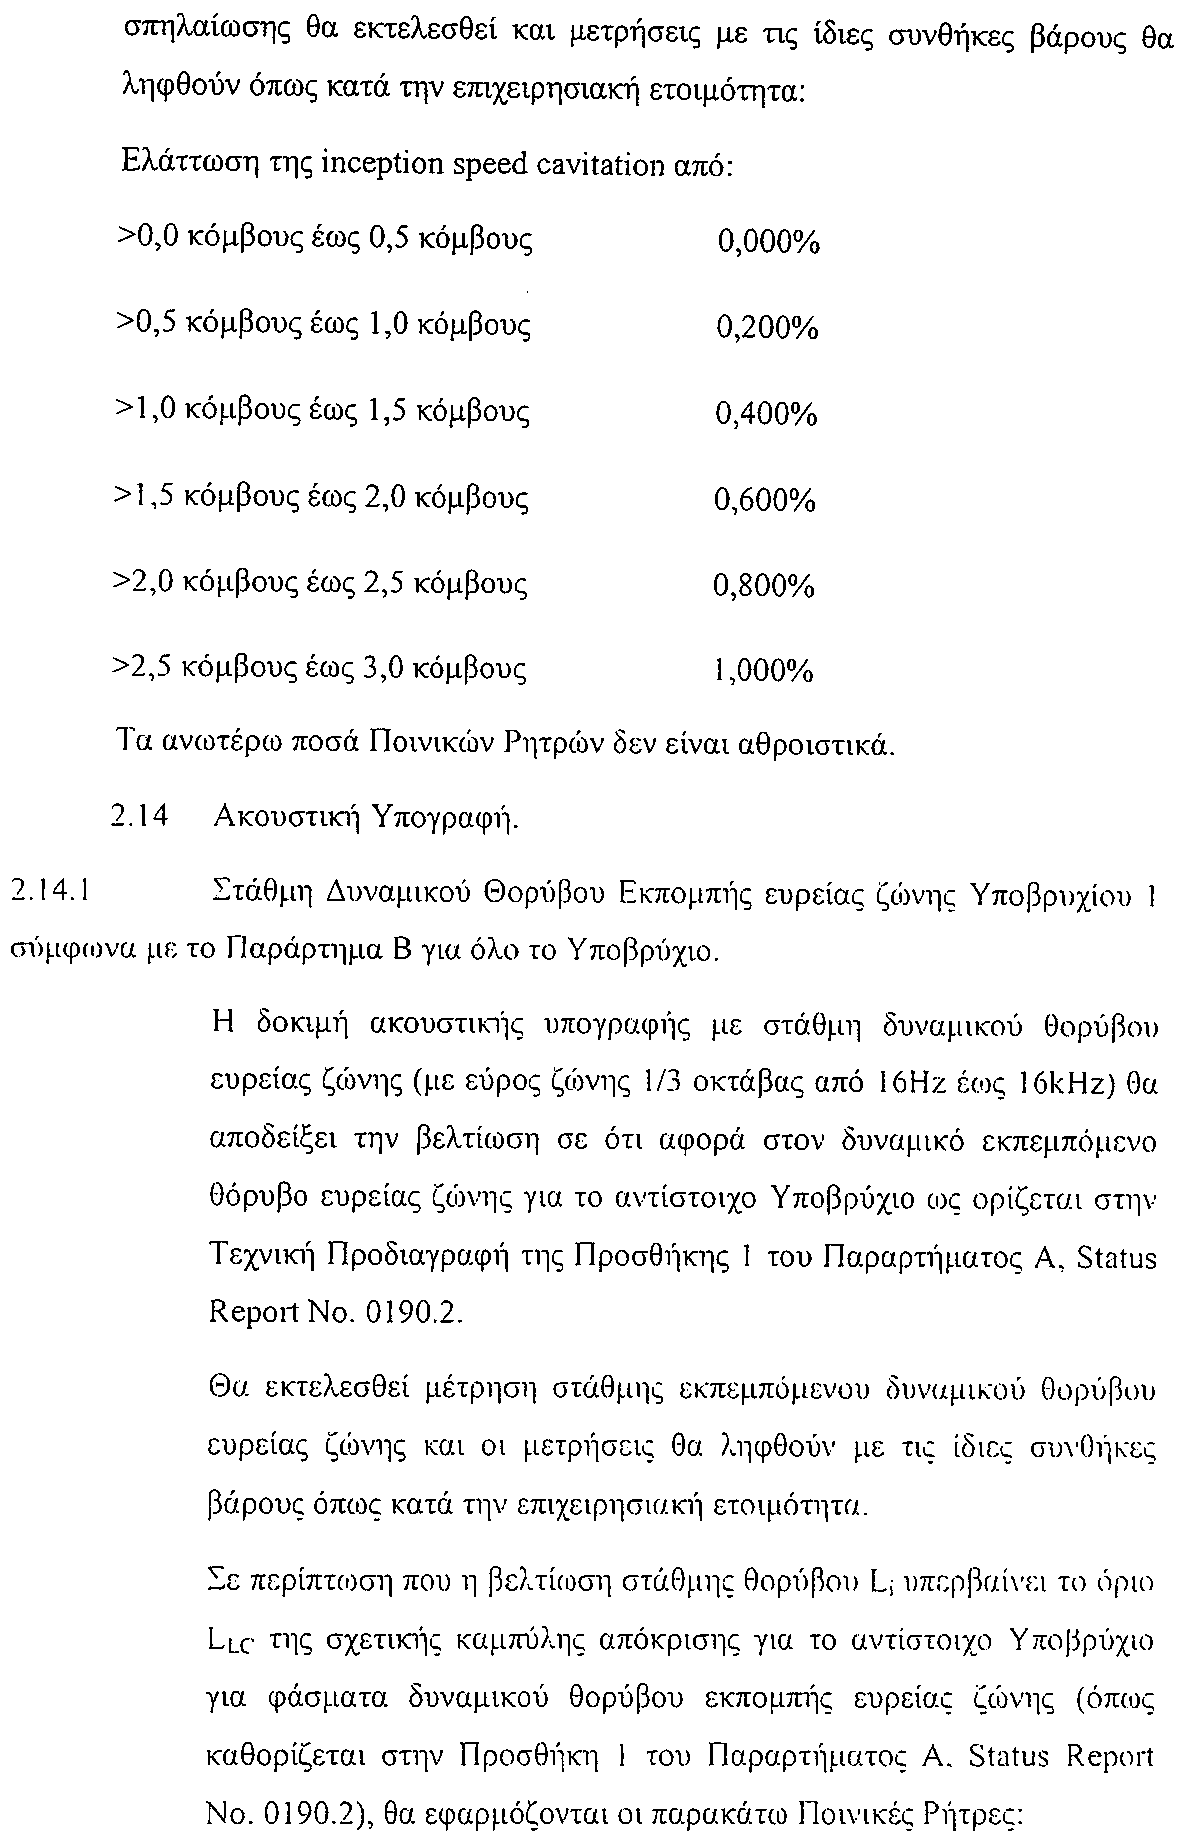 σπηλαίωσης θα εκτελεσθεί και μετρήσεις με τις ίδιες συνθήκες βάρους θα
ληφθούν όπως κατά την επιχειρησιακή ετοιμότητα:
Ελάττωση της inception speed cavitation από:
>0,0 κόμβους έως 0,5 κόμβους 0,000%
>0,5 κόμβους έως 1,0 κόμβους 0,200%
>1,0 κόμβους έως 1,5 κόμβους 0,400%
>1,5 κόμβους έως 2,0 κόμβους 0,600%
>2,0 κόμβους έως 2,5 κόμβους 0,800%
>2,5 κόμβους έως 3,0 κόμβους 1,000%
Τα ανωτέρω ποσά Ποινικών Ρητρών δεν είναι αθροιστικά.
2.14 Ακουστική Υπογραφή.
2.14.1 Στάθμη Δυναμικού Θορύβου Εκπομπής ευρείας ζώνης Υποβρυχίου 1
σύμφωνα με το Παράρτημα Β για όλο το Υποβρύχιο.
Η δοκιμή ακουστικής υπογραφής με στάθμη δυναμικού θορύβου
ευρείας ζώνης (με εύρος ζώνης 1/3 οκτάβας από 16Hz έως 16kHz) θα
αποδείξει την βελτίωση σε ότι αφορά στον δυναμικό εκπεμπόμενο
θόρυβο ευρείας ζώνης για το αντίστοιχο Υποβρύχιο ως ορίζεται στην
Τεχνική Προδιαγραφή της Προσθήκης 1 του Παραρτήματος Α, Status
Report No. 0190.2.
Θα εκτελεσθεί μέτρηση στάθμης εκπεμπόμενου δυναμικού θορύβου
ευρείας ζώνης και οι μετρήσεις θα ληφθούν με τις ίδιες συνθήκες
βάρους όπως κατά την επιχειρησιακή ετοιμότητα.
Σε περίπτωση που η βελτίωση στάθμης θορύβου Li υπερβαίνει το όριο
LLC της σχετικής καμπύλης απόκρισης για το αντίστοιχο Υποβρύχιο
για φάσματα δυναμικού θορύβου εκπομπής ευρείας ζώνης (όπως
καθορίζεται στην Προσθήκη 1 του Παραρτήματος Α. Status Report
No. 0190.2), θα εφαρμόζονται οι παρακάτω Ποινικές Ρήτρες: